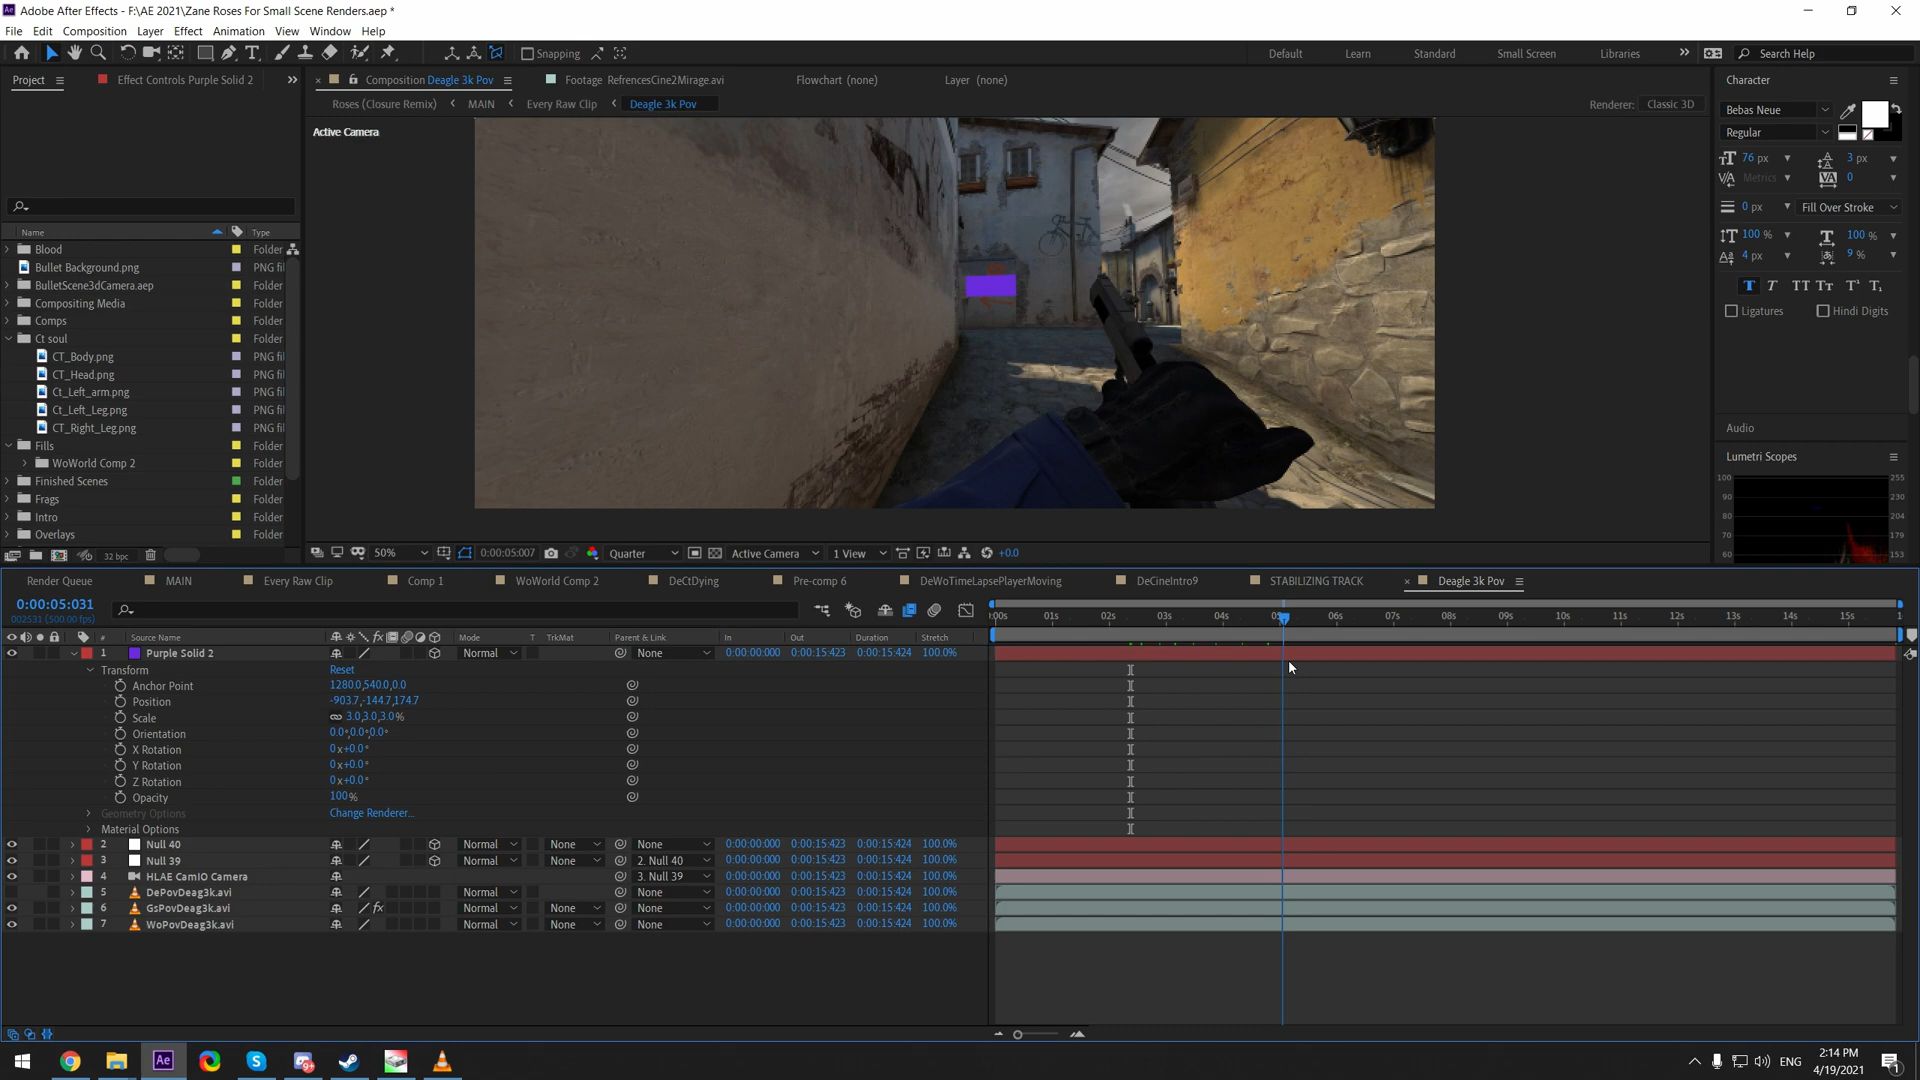 Adobe After Effects - F:\AE 2021\Zane Roses For Small Scene Renders.aep *
File Edit Composition Layer Effect Animation View Window Help
Snapping Default Learn Standard Small Screen Libraries Search Help
Project Effect Controls Purple Solid 2 Composition Deagle 3k Pov Footage RefrencesCine2Mirage.avi Flowchart (none) Layer (none) Character
Roses (Closure Remix) MAIN Every Raw Clip Deagle 3k Pov Renderer: Classic 3D
Active Camera
Bebas Neue
Regular
76 px 3 px
Metrics 0
0 px Fill Over Stroke
100 % 100 %
4 px 9 %
Ligatures Hindi Digits
Audio
Lumetri Scopes
100 255
90 230
80 204
70 179
60 153
Name Type
Blood Folder
Bullet Background.png PNG fil
BulletScene3dCamera.aep Folder
Compositing Media Folder
Comps Folder
Ct soul Folder
CT_Body.png PNG fil
CT_Head.png PNG fil
Ct_Left_arm.png PNG fil
Ct_Left_Leg.png PNG fil
CT_Right_Leg.png PNG fil
Fills Folder
WoWorld Comp 2 Folder
Finished Scenes Folder
Frags Folder
Intro Folder
Overlays Folder
32 bpc
50% 0:00:05:007 Quarter Active Camera 1 View +0.0
Render Queue MAIN Every Raw Clip Comp 1 WoWorld Comp 2 DeCtDying Pre-comp 6 DeWoTimeLapsePlayerMoving DeCineIntro9 STABILIZING TRACK Deagle 3k Pov
0:00:05:031
002531 (500.00 fps)
:00s 01s 02s 03s 04s 06s 07s 08s 09s 10s 11s 12s 13s 14s 15s
# Source Name Mode T TrkMat Parent & Link In Out Duration Stretch
1 Purple Solid 2 Normal None 0:00:00:000 0:00:15:423 0:00:15:424 100.0%
Transform Reset
Anchor Point 1280.0,540.0,0.0
Position -903.7,-144.7,174.7
Scale 3.0,3.0,3.0%
Orientation 0.0°,0.0°,0.0°
X Rotation 0x+0.0°
Y Rotation 0x+0.0°
Z Rotation 0x+0.0°
Opacity 100%
Geometry Options Change Renderer...
Material Options
2 Null 40 Normal None None 0:00:00:000 0:00:15:423 0:00:15:424 100.0%
3 Null 39 Normal None 2. Null 40 0:00:00:000 0:00:15:423 0:00:15:424 100.0%
4 HLAE CamIO Camera 3. Null 39 0:00:00:000 0:00:15:423 0:00:15:424 100.0%
5 DePovDeag3k.avi Normal None 0:00:00:000 0:00:15:423 0:00:15:424 100.0%
6 GsPovDeag3k.avi Normal None None 0:00:00:000 0:00:15:423 0:00:15:424 100.0%
7 WoPovDeag3k.avi Normal None None 0:00:00:000 0:00:15:423 0:00:15:424 100.0%
ENG 2:14 PM
4/19/2021